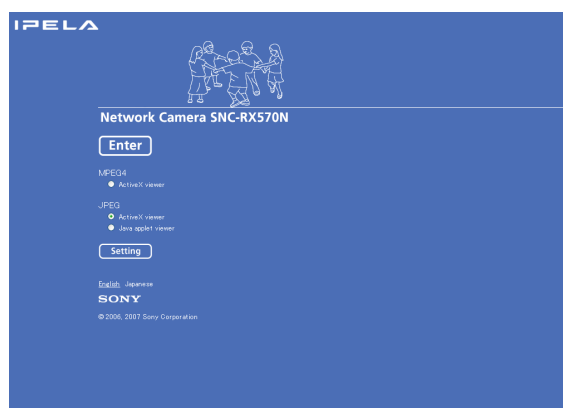 IPELA
Network Camera SNC-RX570N
Enter
MPEG4
ActiveX viewer
JPEG
ActiveX viewer
Java applet viewer
Setting
English Japanese
SONY
© 2006, 2007 Sony Corporation